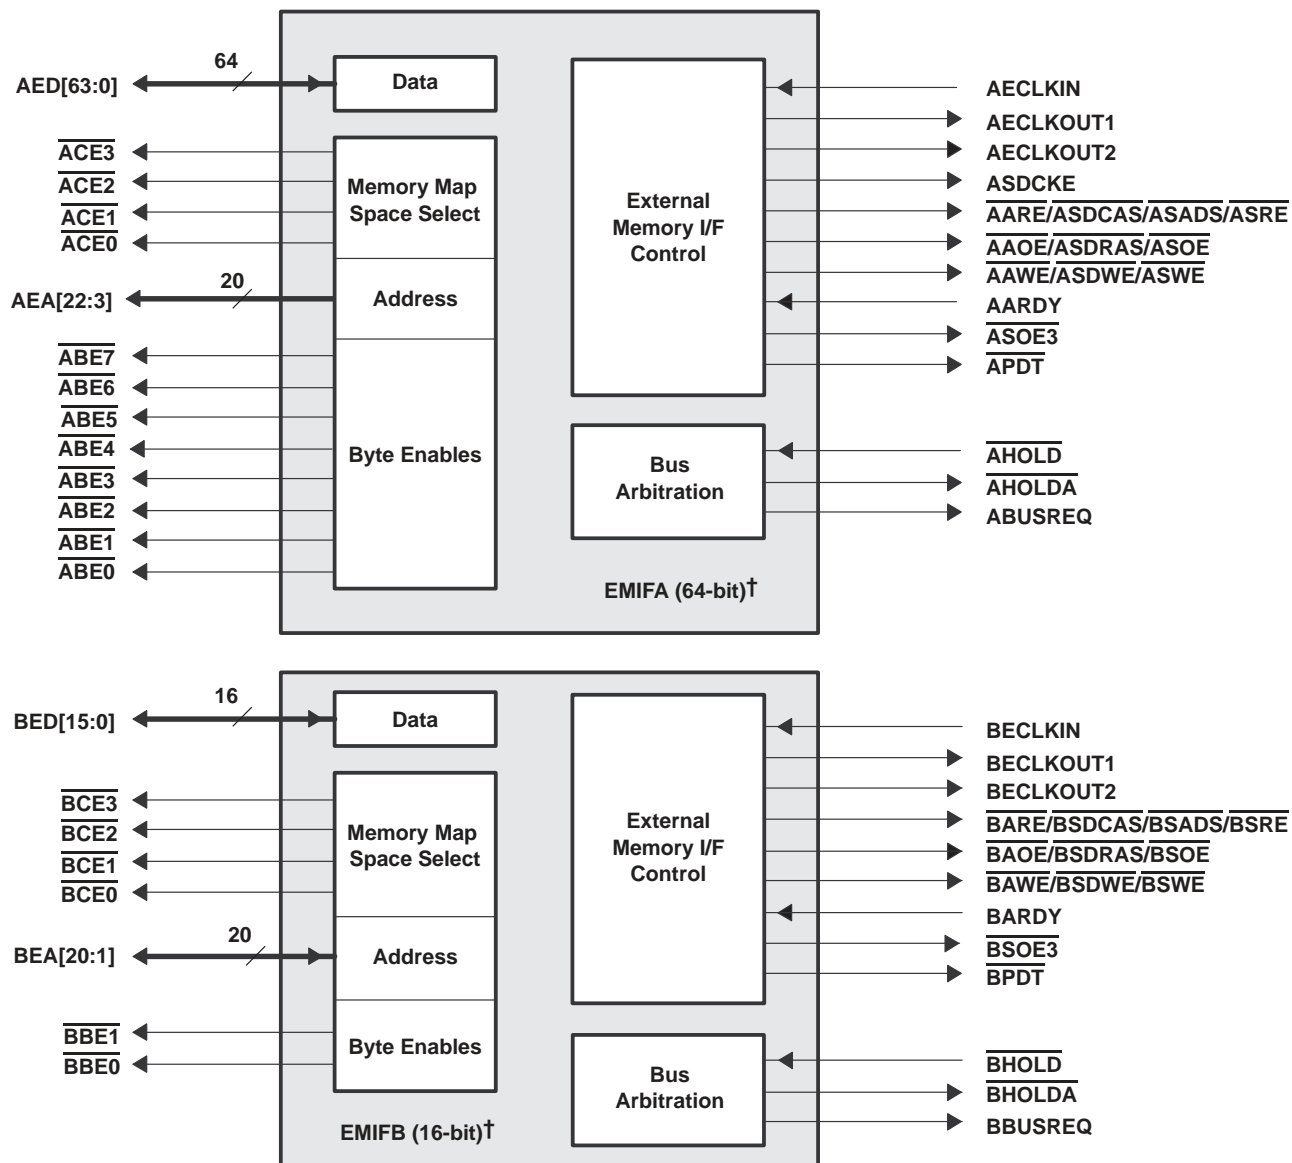 64
AED[63:0]
Data
ACE3
ACE2
ACE1
ACE0
Memory Map
Space Select
20
AEA[22:3]
Address
ABE7
ABE6
ABE5
ABE4
ABE3
ABE2
ABE1
ABE0
Byte Enables
External
Memory I/F
Control
AECLKIN
AECLKOUT1
AECLKOUT2
ASDCKE
AARE/ASDCAS/ASADS/ASRE
AAOE/ASDRAS/ASOE
AAWE/ASDWE/ASWE
AARDY
ASOE3
APDT
Bus
Arbitration
AHOLD
AHOLDA
ABUSREQ
EMIFA (64-bit)†
16
BED[15:0]
Data
BCE3
BCE2
BCE1
BCE0
Memory Map
Space Select
20
BEA[20:1]
Address
BBE1
BBE0
Byte Enables
External
Memory I/F
Control
BECLKIN
BECLKOUT1
BECLKOUT2
BARE/BSDCAS/BSADS/BSRE
BAOE/BSDRAS/BSOE
BAWE/BSDWE/BSWE
BARDY
BSOE3
BPDT
Bus
Arbitration
BHOLD
BHOLDA
BBUSREQ
EMIFB (16-bit)†